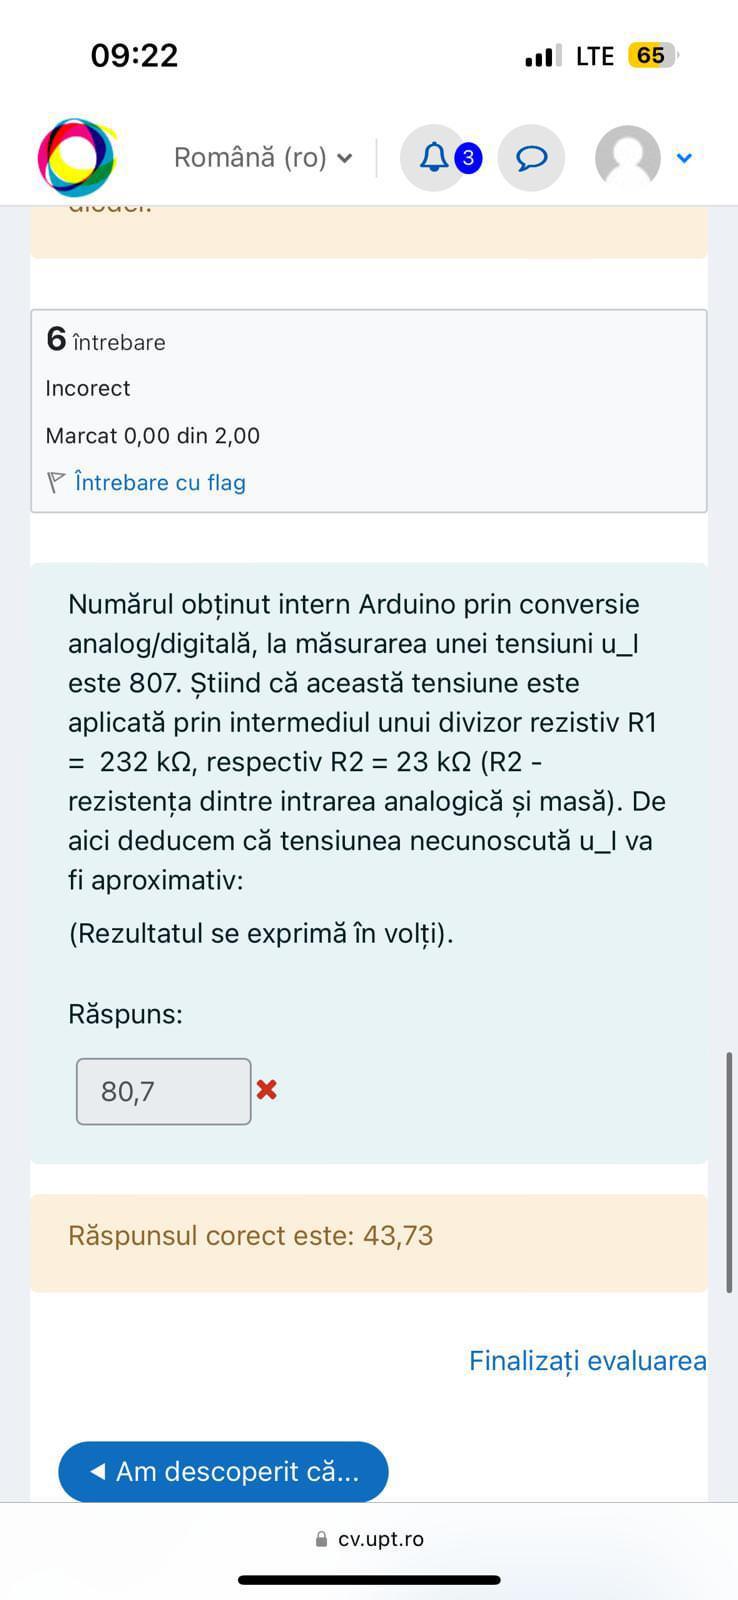 09:22
LTE 65
Română (ro)
3
6 întrebare
Incorect
Marcat 0,00 din 2,00
Întrebare cu flag
Numărul obținut intern Arduino prin conversie
analog/digitală, la măsurarea unei tensiuni u_I
este 807. Știind că această tensiune este
aplicată prin intermediul unui divizor rezistiv R1
= 232 kΩ, respectiv R2 = 23 kΩ (R2 -
rezistența dintre intrarea analogică și masă). De
aici deducem că tensiunea necunoscută u_I va
fi aproximativ:
(Rezultatul se exprimă în volți).
Răspuns:
80,7
Răspunsul corect este: 43,73
Finalizați evaluarea
◄ Am descoperit că...
cv.upt.ro